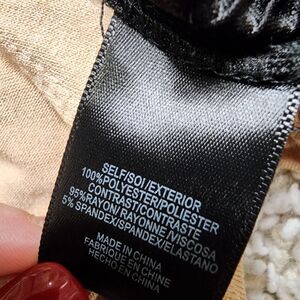 SELF/SOI/EXTERIOR
100%POLYESTER/POLIESTER
CONTRAST/CONTRASTE
95%RAYON/RAYONNE/VISCOSA
5% SPANDEX/SPANDEX/ELASTANO
MADE IN CHINA
FABRIQUÉ EN CHINE
HECHO EN CHINA